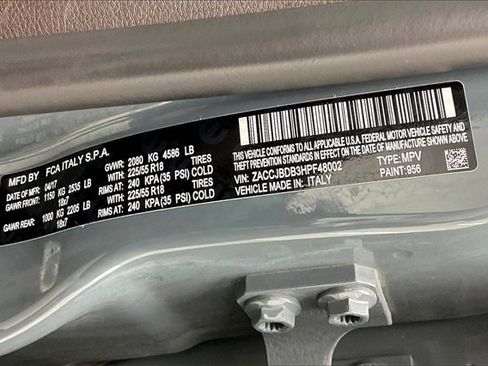 MFD BY: FCA ITALY S.P.A.
DATE OF MFR: 04/17 GVWR: 2080 KG 4586 LB
GAWR FRONT: 1150 KG 2535 LB WITH: 225/55 R18 TIRES
18x7 RIMS AT: 240 KPA(35 PSI) COLD
GAWR REAR: 1000 KG 2205 LB WITH: 225/55 R18 TIRES
18x7 RIMS AT: 240 KPA(35 PSI) COLD
THIS VEHICLE CONFORMS TO ALL APPLICABLE U.S.A. FEDERAL MOTOR VEHICLE
SAFETY, BUMPER, AND THEFT PREVENTION STANDARDS IN EFFECT ON THE DATE OF MANUFACTURE SHOWN ABOVE.
VIN: ZACCJBDB3HPF48002 TYPE: MPV
VEHICLE MADE IN: ITALY PAINT: 956